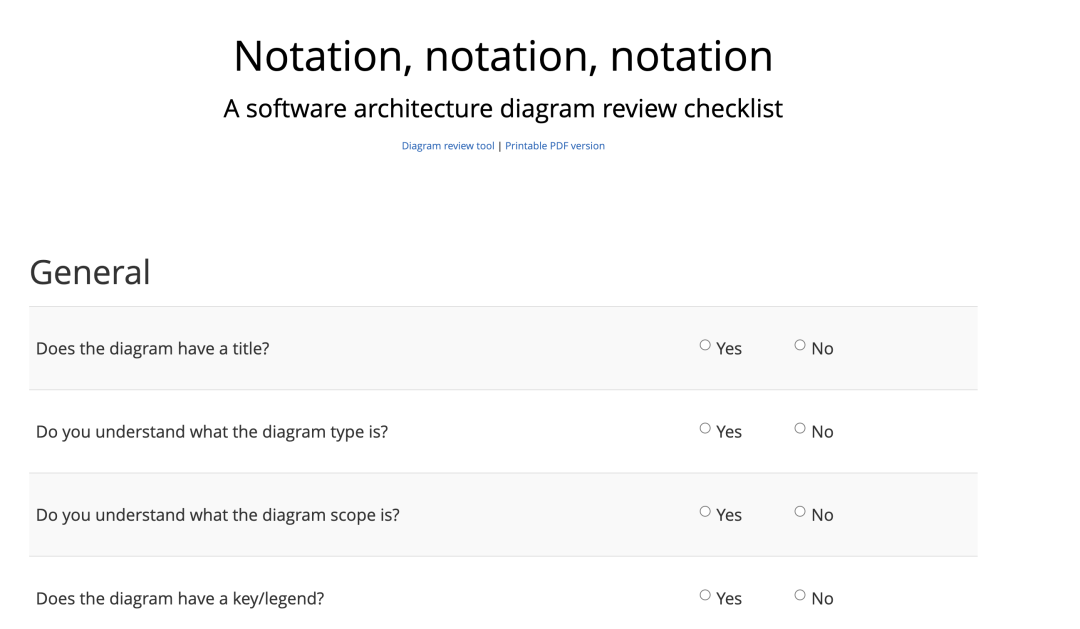 Notation, notation, notation
A software architecture diagram review checklist
Diagram review tool | Printable PDF version
General
Does the diagram have a title? Yes No
Do you understand what the diagram type is? Yes No
Do you understand what the diagram scope is? Yes No
Does the diagram have a key/legend? Yes No